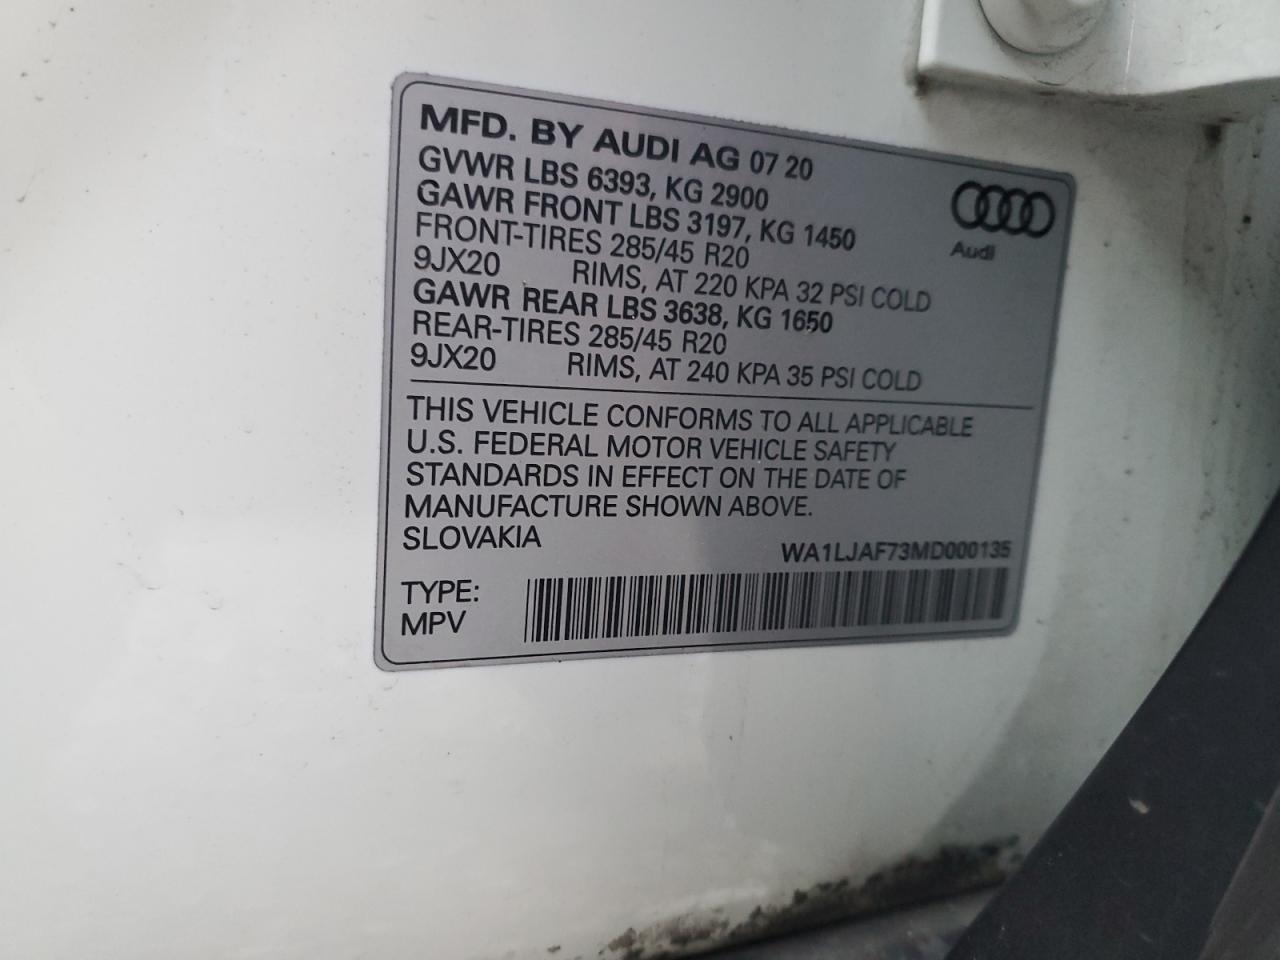 MFD. BY AUDI AG 07 20
GVWR LBS 6393, KG 2900
GAWR FRONT LBS 3197, KG 1450
FRONT-TIRES 285/45 R20
9JX20 RIMS, AT 220 KPA 32 PSI COLD
GAWR REAR LBS 3638, KG 1650
REAR-TIRES 285/45 R20
9JX20 RIMS, AT 240 KPA 35 PSI COLD
Audi
THIS VEHICLE CONFORMS TO ALL APPLICABLE
U.S. FEDERAL MOTOR VEHICLE SAFETY
STANDARDS IN EFFECT ON THE DATE OF
MANUFACTURE SHOWN ABOVE.
SLOVAKIA
WA1LJAF73MD000135
TYPE:
MPV